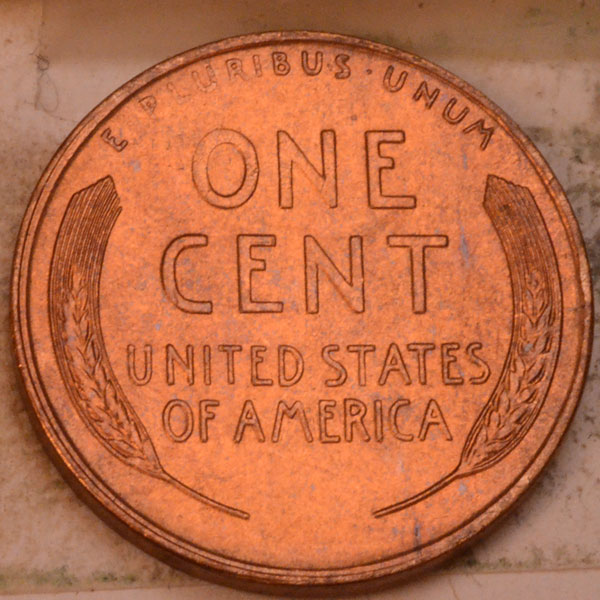 E·PLURIBUS·UNUM
ONE
CENT
UNITED STATES
OF AMERICA